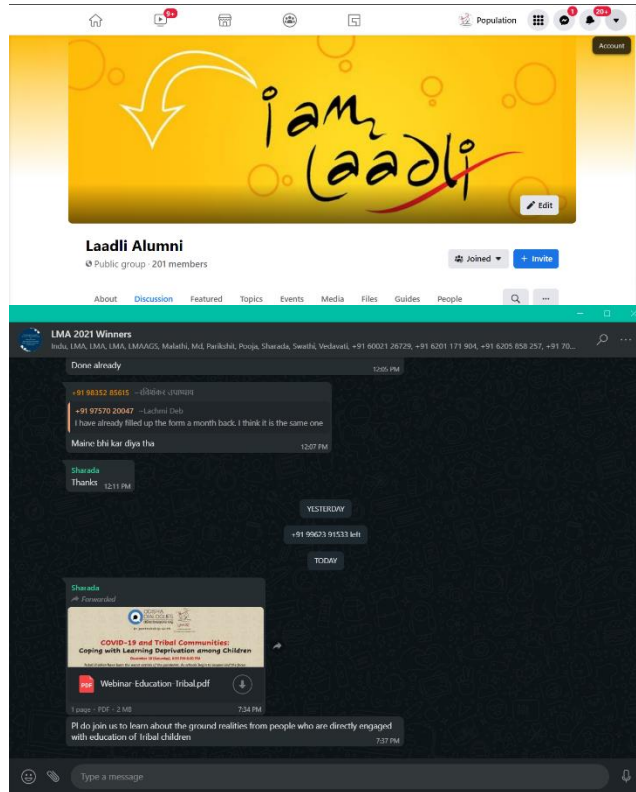 9+
Population
1
20+
Account
i am
Laadli
Edit
Laadli Alumni
Public group · 201 members
Joined
+ Invite
About Discussion Featured Topics Events Media Files Guides People
LMA 2021 Winners
Indu, LMA, LMA, LMA, LMAAGS, Malathi, Md, Parikshit, Pooja, Sharada, Swathi, Vedavati, +91 60021 26729, +91 6201 171 904, +91 6205 858 257, +91 70...
Done already
12:05 PM
+91 98352 85615
+91 97570 20047 ~Lachmi Deb
I have already filled up the form a month back. I think it is the same one
Maine bhi kar diya tha
12:07 PM
Sharada
Thanks 12:11 PM
YESTERDAY
+91 99623 91533 left
TODAY
Sharada
Forwarded
ODISHA
DIALOGUES
COVID-19 and Tribal Communities:
Coping with Learning Deprivation among Children
PDF
Webinar-Education-Tribal.pdf
1 page · PDF · 2 MB
7:34 PM
Pl do join us to learn about the ground realities from people who are directly engaged
with education of Tribal children
7:37 PM
Type a message